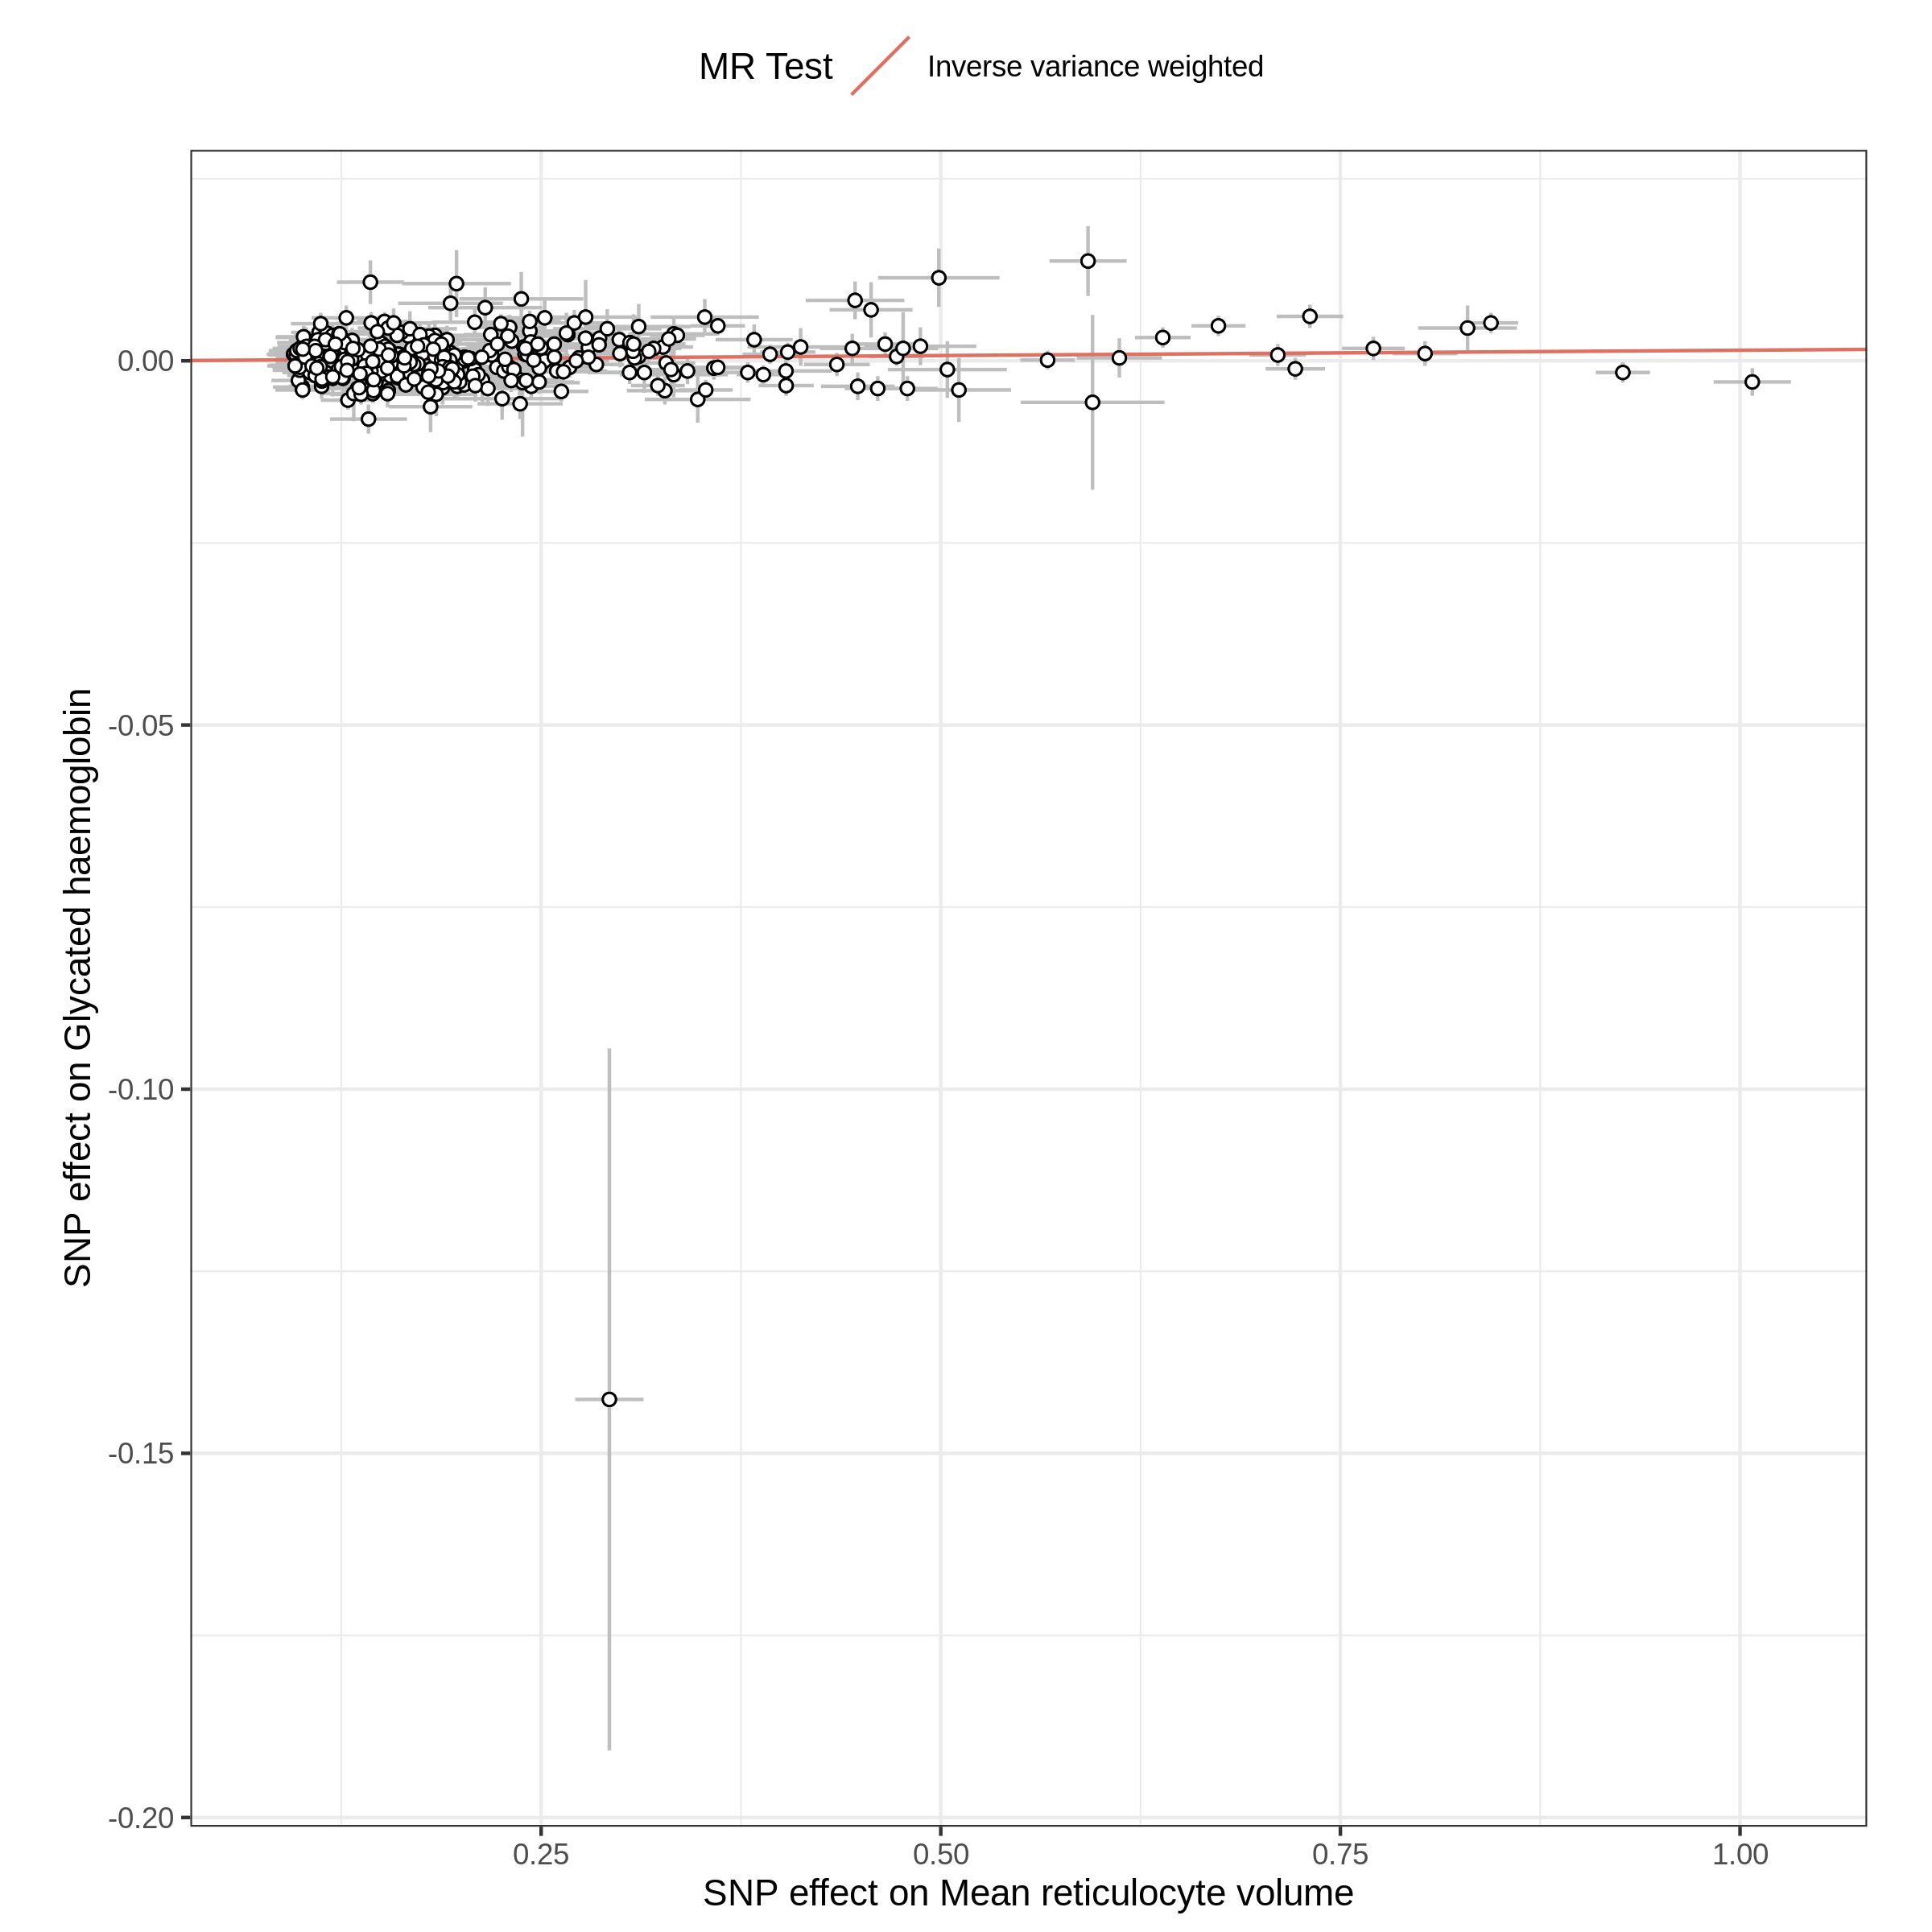 MR Test
Inverse variance weighted
SNP effect on Glycated haemoglobin
0.00
-0.05
-0.10
-0.15
-0.20
0.25
0.50
0.75
1.00
SNP effect on Mean reticulocyte volume